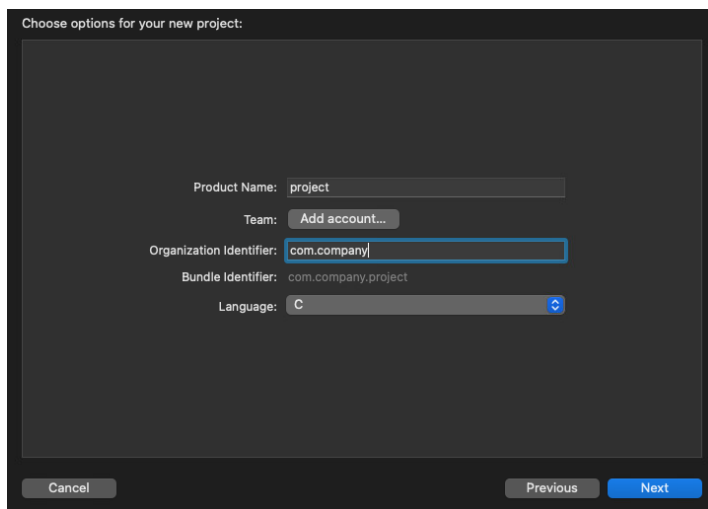 Choose options for your new project:
Product Name: project
Team: Add account...
Organization Identifier: com.company
Bundle Identifier: com.company.project
Language: C
Cancel Previous Next